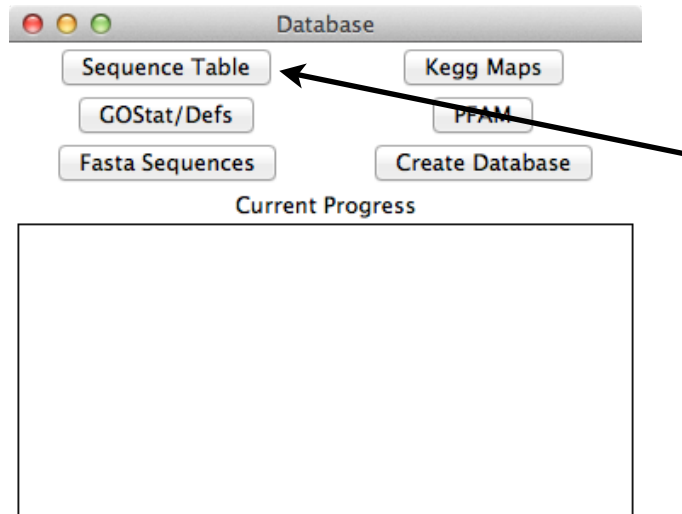 Database
Sequence Table Kegg Maps
GOStat/Defs PFAM
Fasta Sequences Create Database
Current Progress